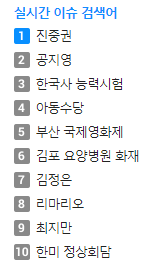 실시간 이슈 검색어
1 진중권
2 공지영
3 한국사 능력시험
4 아동수당
5 부산 국제영화제
6 김포 요양병원 화재
7 김정은
8 리마리오
9 최지만
10 한미 정상회담